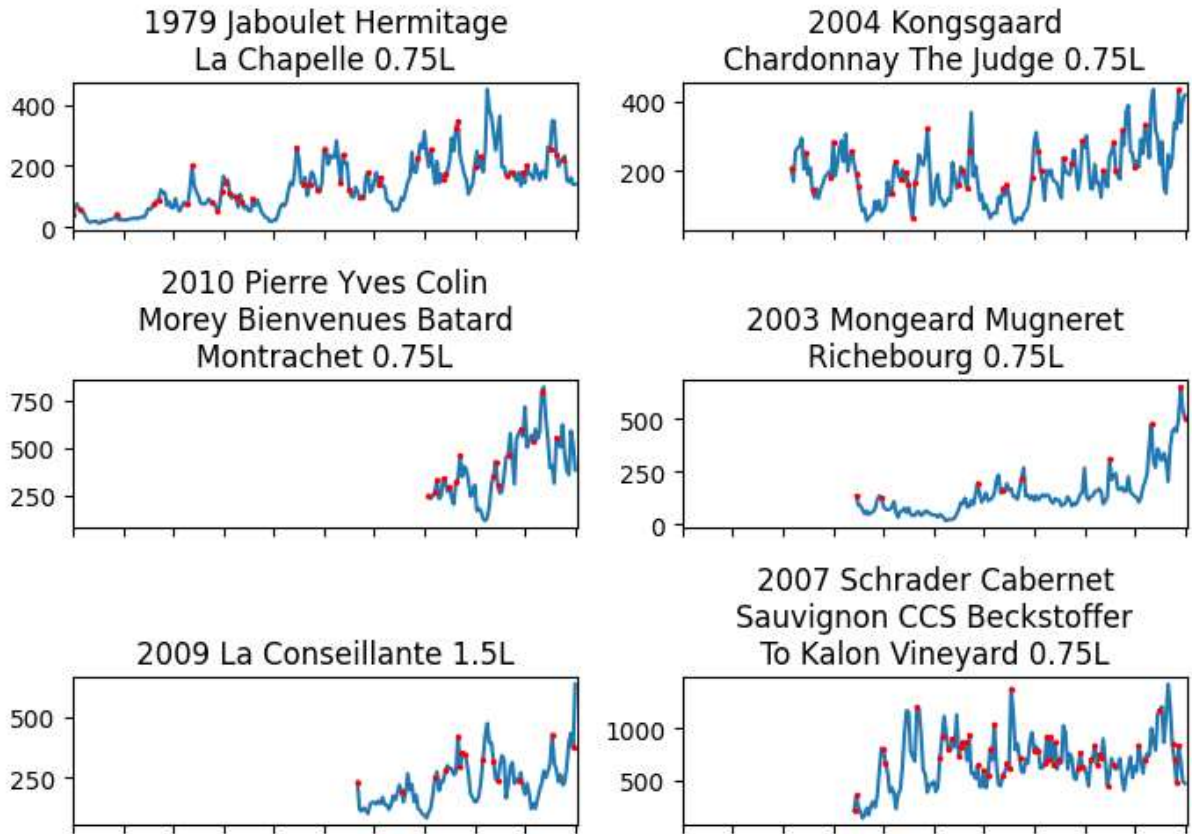 1979 Jaboulet Hermitage
La Chapelle 0.75L
400
200
0
2004 Kongsgaard
Chardonnay The Judge 0.75L
400
200
2010 Pierre Yves Colin
Morey Bienvenues Batard
Montrachet 0.75L
750
500
250
2003 Mongeard Mugneret
Richebourg 0.75L
500
250
0
2009 La Conseillante 1.5L
500
250
2007 Schrader Cabernet
Sauvignon CCS Beckstoffer
To Kalon Vineyard 0.75L
1000
500